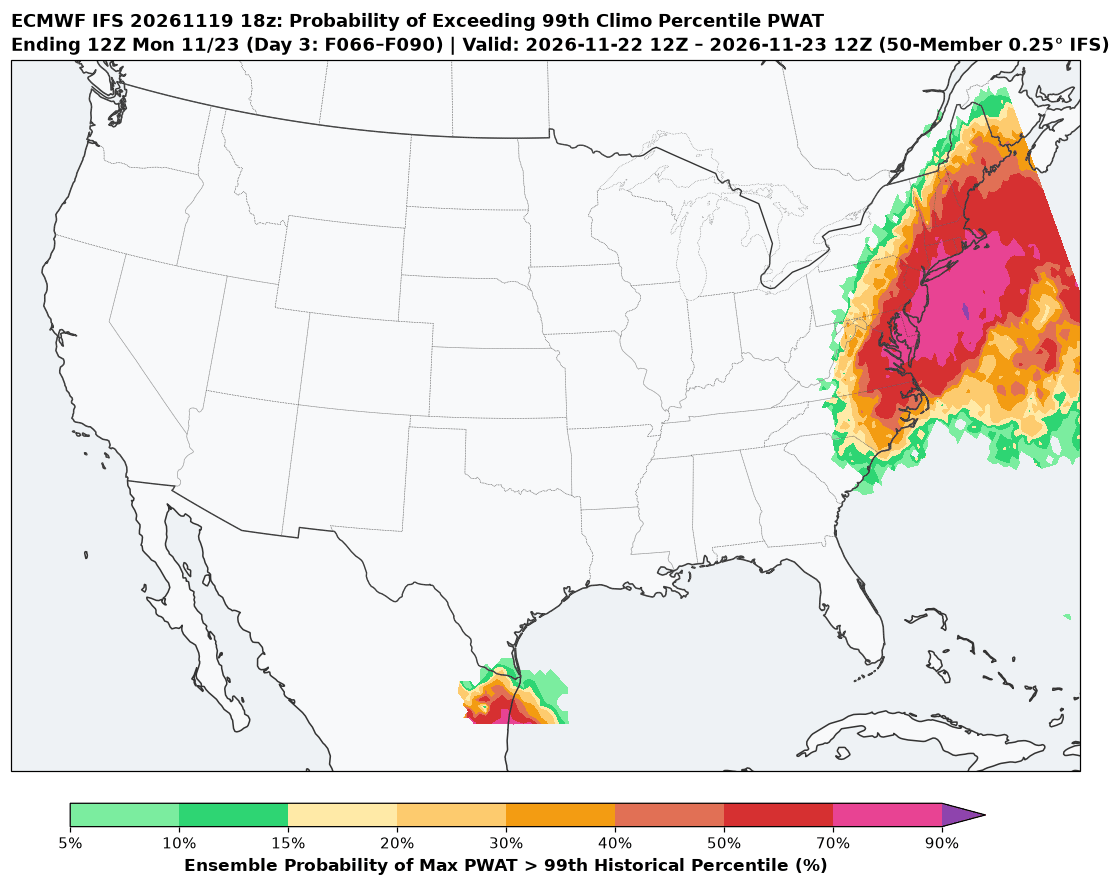 ECMWF IFS 20261119 18z: Probability of Exceeding 99th Climo Percentile PWAT
Ending 12Z Mon 11/23 (Day 3: F066–F090) | Valid: 2026-11-22 12Z – 2026-11-23 12Z (50-Member 0.25° IFS)
5% 10% 15% 20% 30% 40% 50% 70% 90%
Ensemble Probability of Max PWAT > 99th Historical Percentile (%)